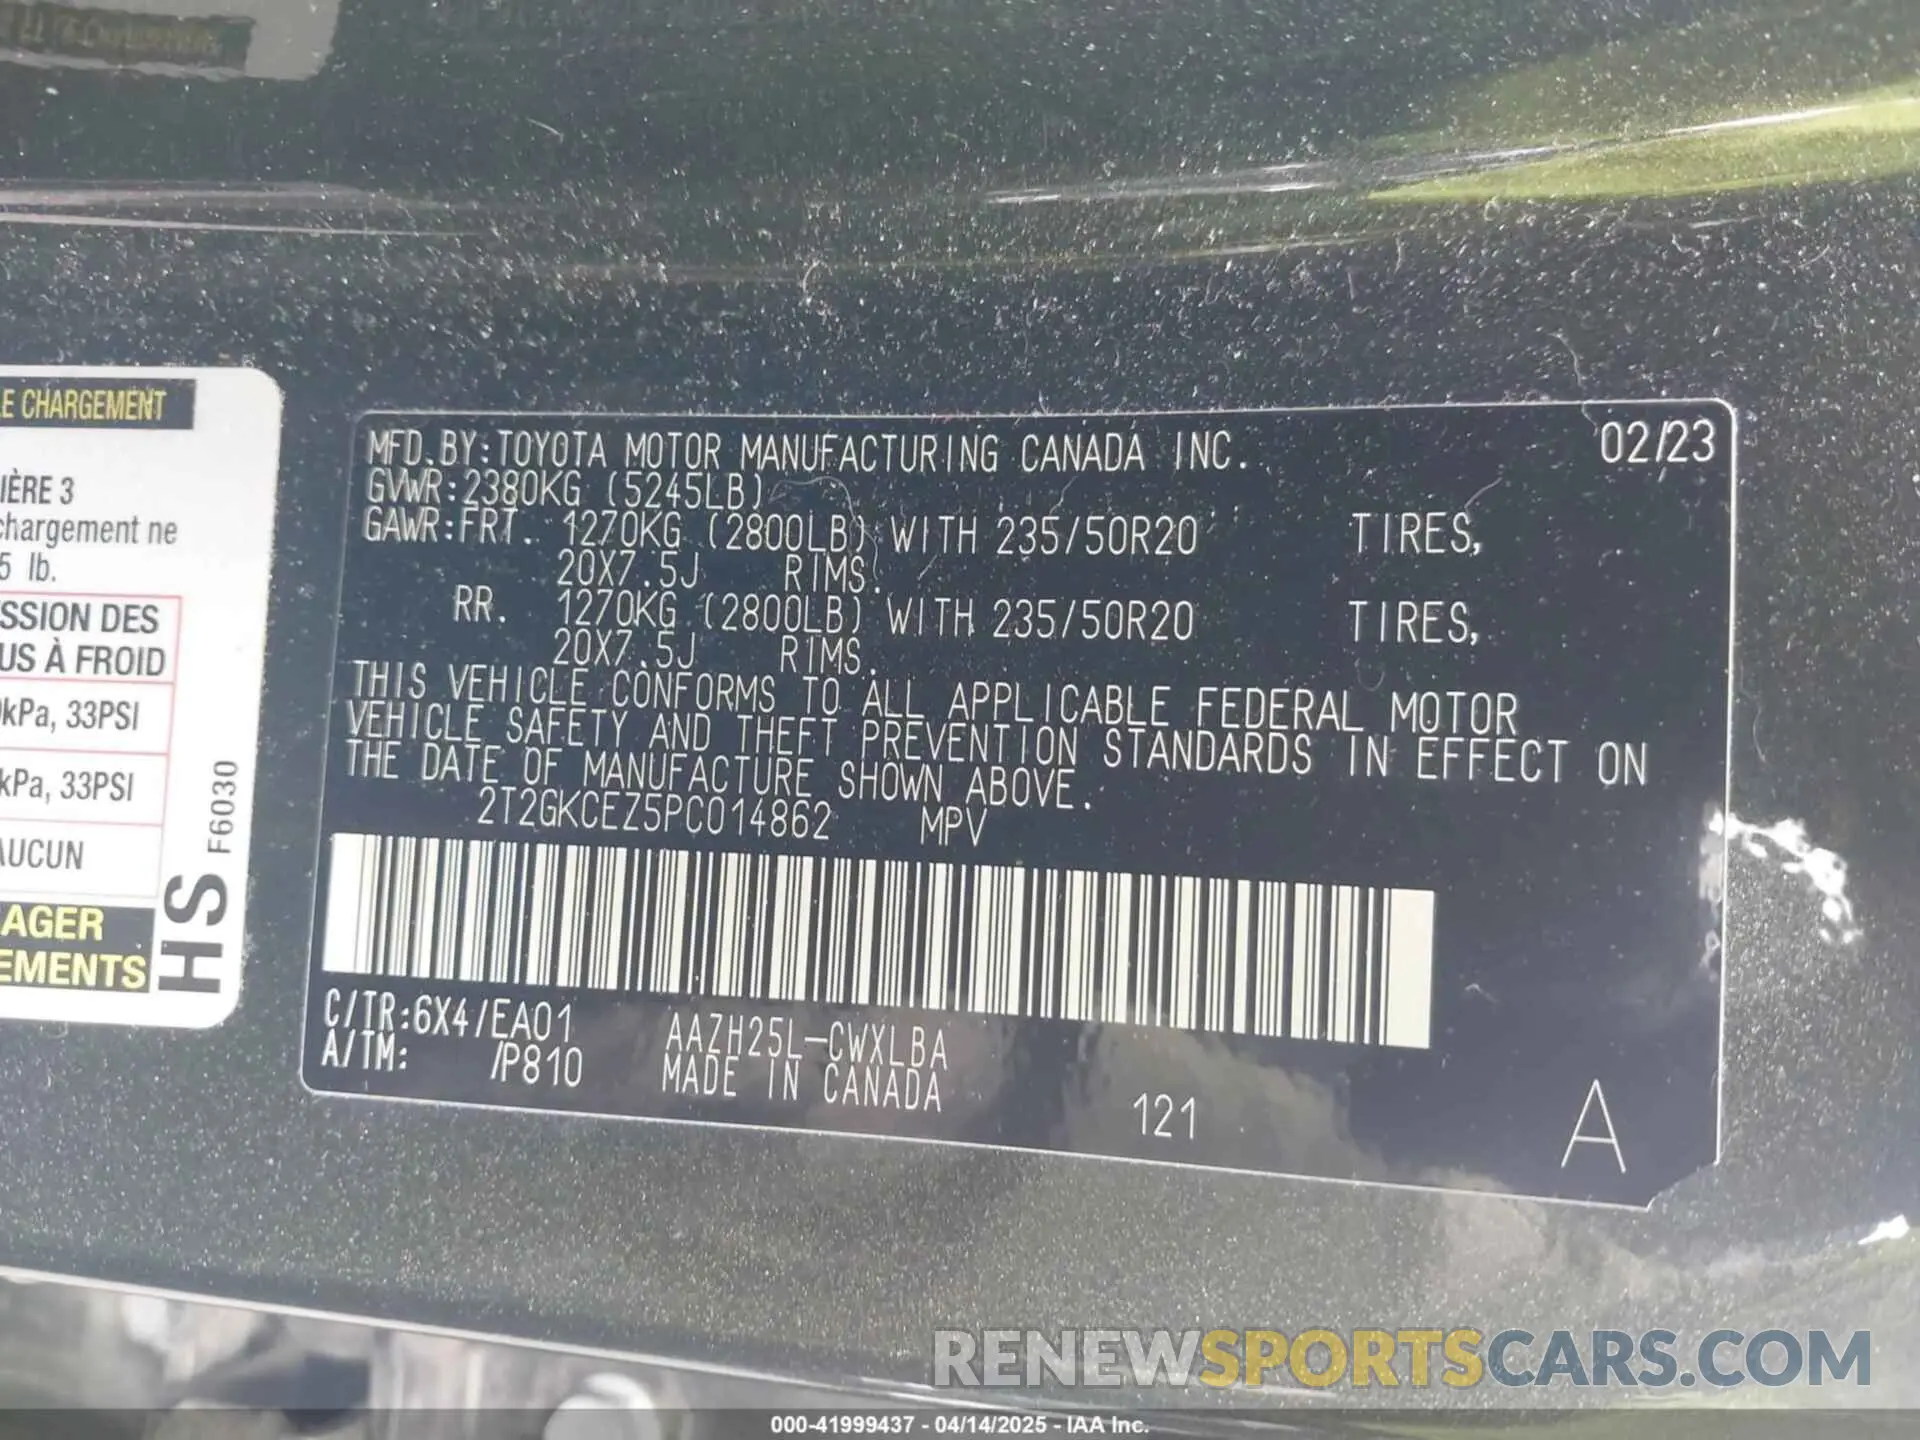 LE CHARGEMENT
IÈRE 3
chargement ne
5 lb.
SSION DES
US À FROID
kPa, 33PSI
kPa, 33PSI
AUCUN
AGER
EMENTS
HS F6030
MFD.BY:TOYOTA MOTOR MANUFACTURING CANADA INC. 02/23
GVWR:2380KG (5245LB)
GAWR:FRT. 1270KG (2800LB) WITH 235/50R20 TIRES,
20X7.5J RIMS.
RR. 1270KG (2800LB) WITH 235/50R20 TIRES,
20X7.5J RIMS.
THIS VEHICLE CONFORMS TO ALL APPLICABLE FEDERAL MOTOR
VEHICLE SAFETY AND THEFT PREVENTION STANDARDS IN EFFECT ON
THE DATE OF MANUFACTURE SHOWN ABOVE.
2T2GKCEZ5PC014862 MPV
C/TR:6X4/EA01 AAZH25L-CWXLBA
A/TM: /P810 MADE IN CANADA
121 A
RENEWSPORTSCARS.COM
000-41999437 - 04/14/2025 - IAA Inc.